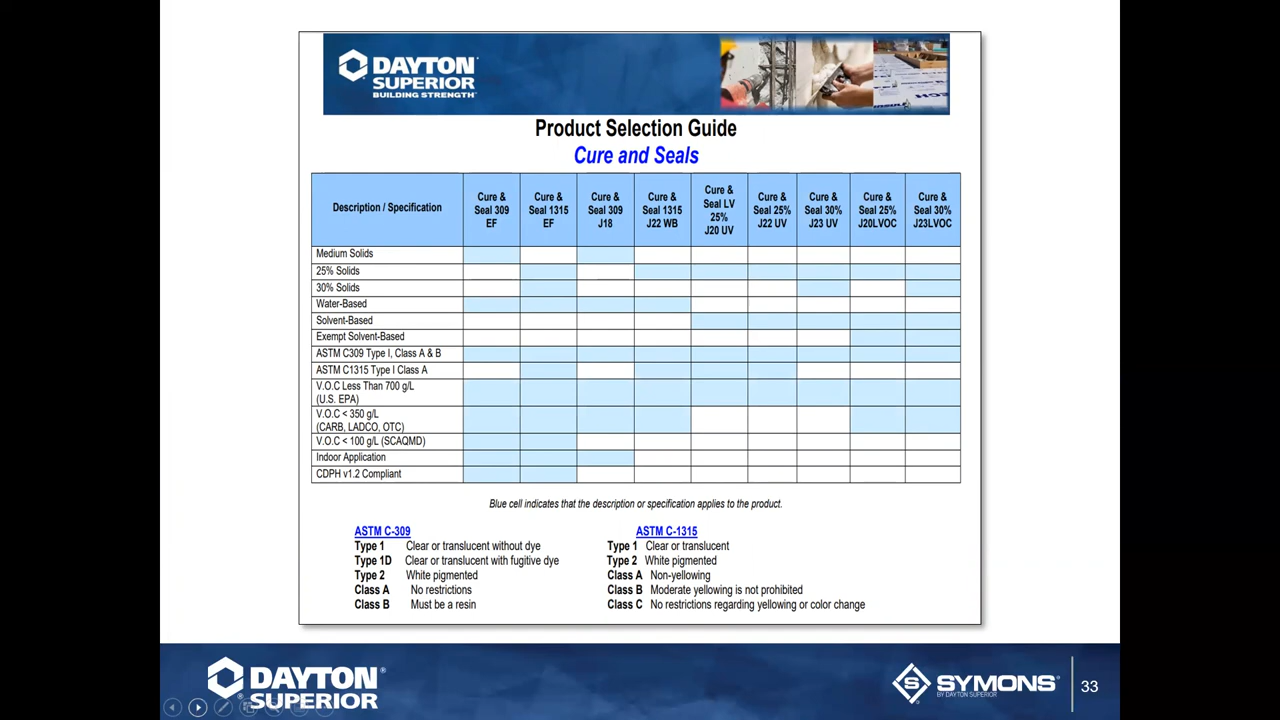 DAYTON
SUPERIOR
BUILDING STRENGTH
Product Selection Guide
Cure and Seals
Description / Specification
Cure &
Seal 309
EF
Cure &
Seal 1315
EF
Cure &
Seal 309
J18
Cure &
Seal 1315
J22 WB
Cure &
Seal LV
25%
J20 UV
Cure &
Seal 25%
J22 UV
Cure &
Seal 30%
J23 UV
Cure &
Seal 25%
J20LVOC
Cure &
Seal 30%
J23LVOC
Medium Solids
25% Solids
30% Solids
Water-Based
Solvent-Based
Exempt Solvent-Based
ASTM C309 Type I, Class A & B
ASTM C1315 Type I Class A
V.O.C Less Than 700 g/L
(U.S. EPA)
V.O.C < 350 g/L
(CARB, LADCO, OTC)
V.O.C < 100 g/L (SCAQMD)
Indoor Application
CDPH v1.2 Compliant
Blue cell indicates that the description or specification applies to the product.
ASTM C-309
Type 1 Clear or translucent without dye
Type 1D Clear or translucent with fugitive dye
Type 2 White pigmented
Class A No restrictions
Class B Must be a resin
ASTM C-1315
Type 1 Clear or translucent
Type 2 White pigmented
Class A Non-yellowing
Class B Moderate yellowing is not prohibited
Class C No restrictions regarding yellowing or color change
DAYTON®
SUPERIOR
SYMONS
BY DAYTON SUPERIOR
33